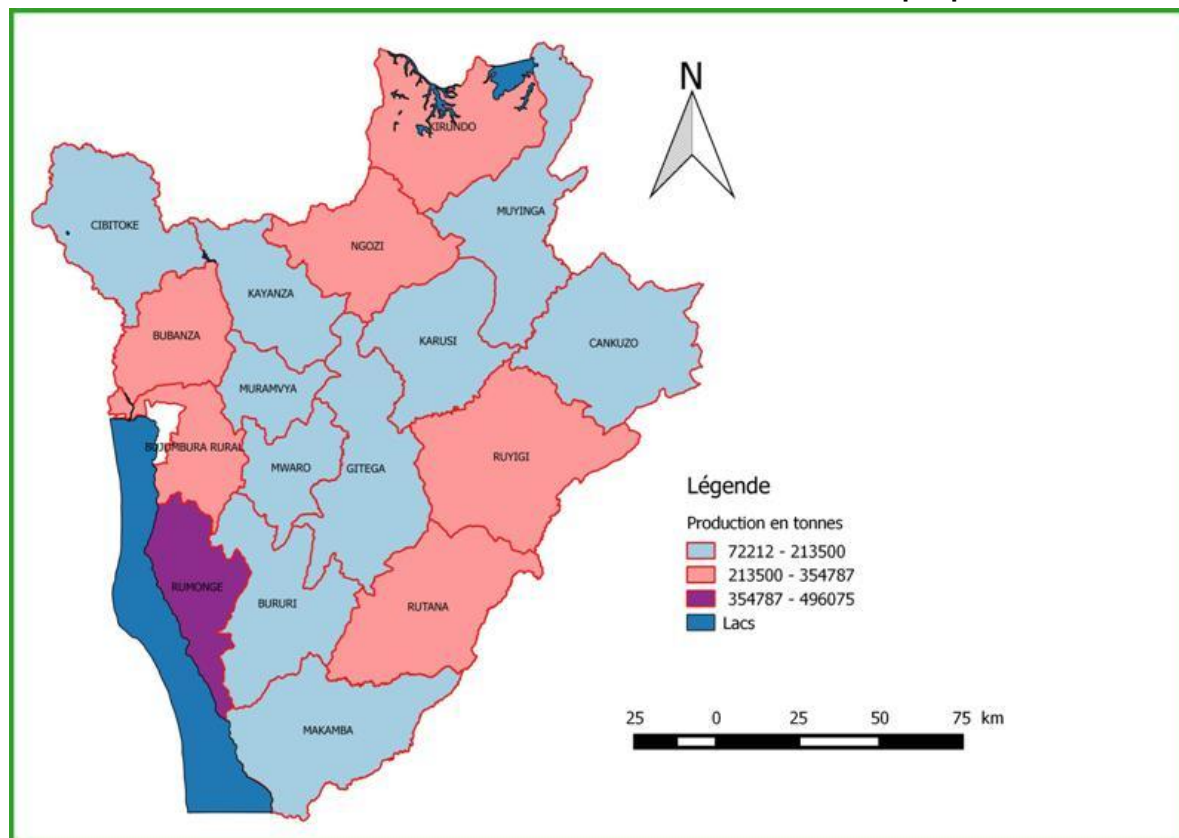 N
KIRUNDO
MUYINGA
CIBITOKE
NGOZI
KAYANZA
BUBANZA
KARUSI
CANKUZO
MURAMVYA
BUJUMBURA RURAL
MWARO
GITEGA
RUYIGI
RUMONGE
BURURI
RUTANA
MAKAMBA
Légende
Production en tonnes
72212 - 213500
213500 - 354787
354787 - 496075
Lacs
25 0 25 50 75 km